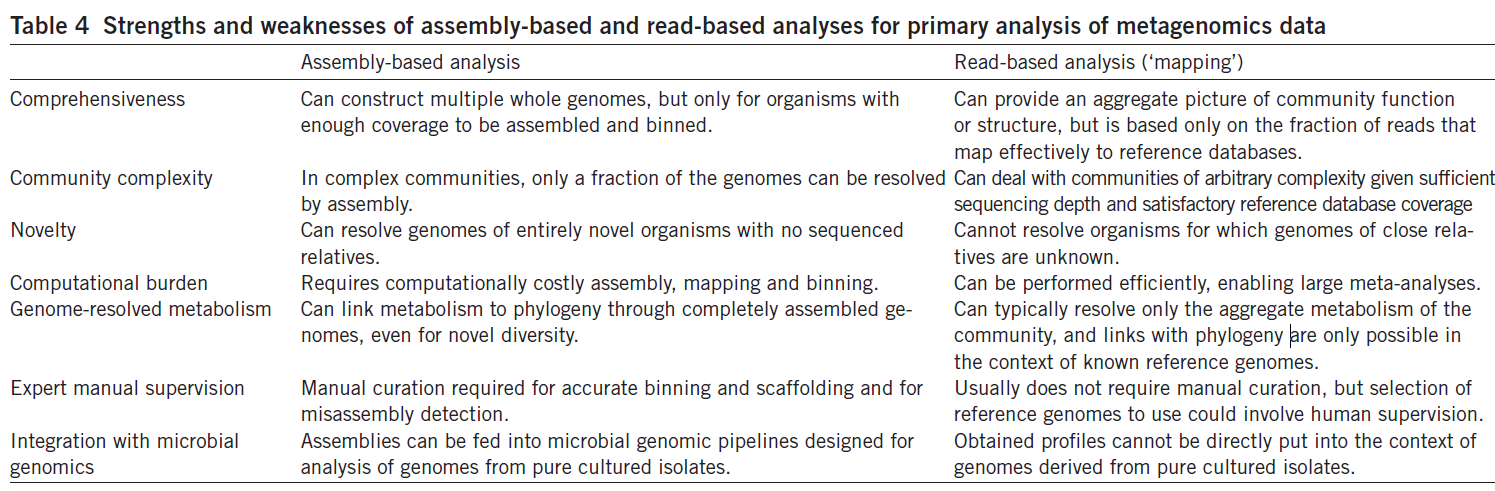 Table 4 Strengths and weaknesses of assembly-based and read-based analyses for primary analysis of metagenomics data
Assembly-based analysis
Read-based analysis (‘mapping’)
Comprehensiveness
Can construct multiple whole genomes, but only for organisms with
enough coverage to be assembled and binned.
Can provide an aggregate picture of community function
or structure, but is based only on the fraction of reads that
map effectively to reference databases.
Community complexity
In complex communities, only a fraction of the genomes can be resolved
by assembly.
Can deal with communities of arbitrary complexity given sufficient
sequencing depth and satisfactory reference database coverage
Novelty
Can resolve genomes of entirely novel organisms with no sequenced
relatives.
Cannot resolve organisms for which genomes of close rela-
tives are unknown.
Computational burden
Requires computationally costly assembly, mapping and binning.
Can be performed efficiently, enabling large meta-analyses.
Genome-resolved metabolism
Can link metabolism to phylogeny through completely assembled ge-
nomes, even for novel diversity.
Can typically resolve only the aggregate metabolism of the
community, and links with phylogeny are only possible in
the context of known reference genomes.
Expert manual supervision
Manual curation required for accurate binning and scaffolding and for
misassembly detection.
Usually does not require manual curation, but selection of
reference genomes to use could involve human supervision.
Integration with microbial
genomics
Assemblies can be fed into microbial genomic pipelines designed for
analysis of genomes from pure cultured isolates.
Obtained profiles cannot be directly put into the context of
genomes derived from pure cultured isolates.